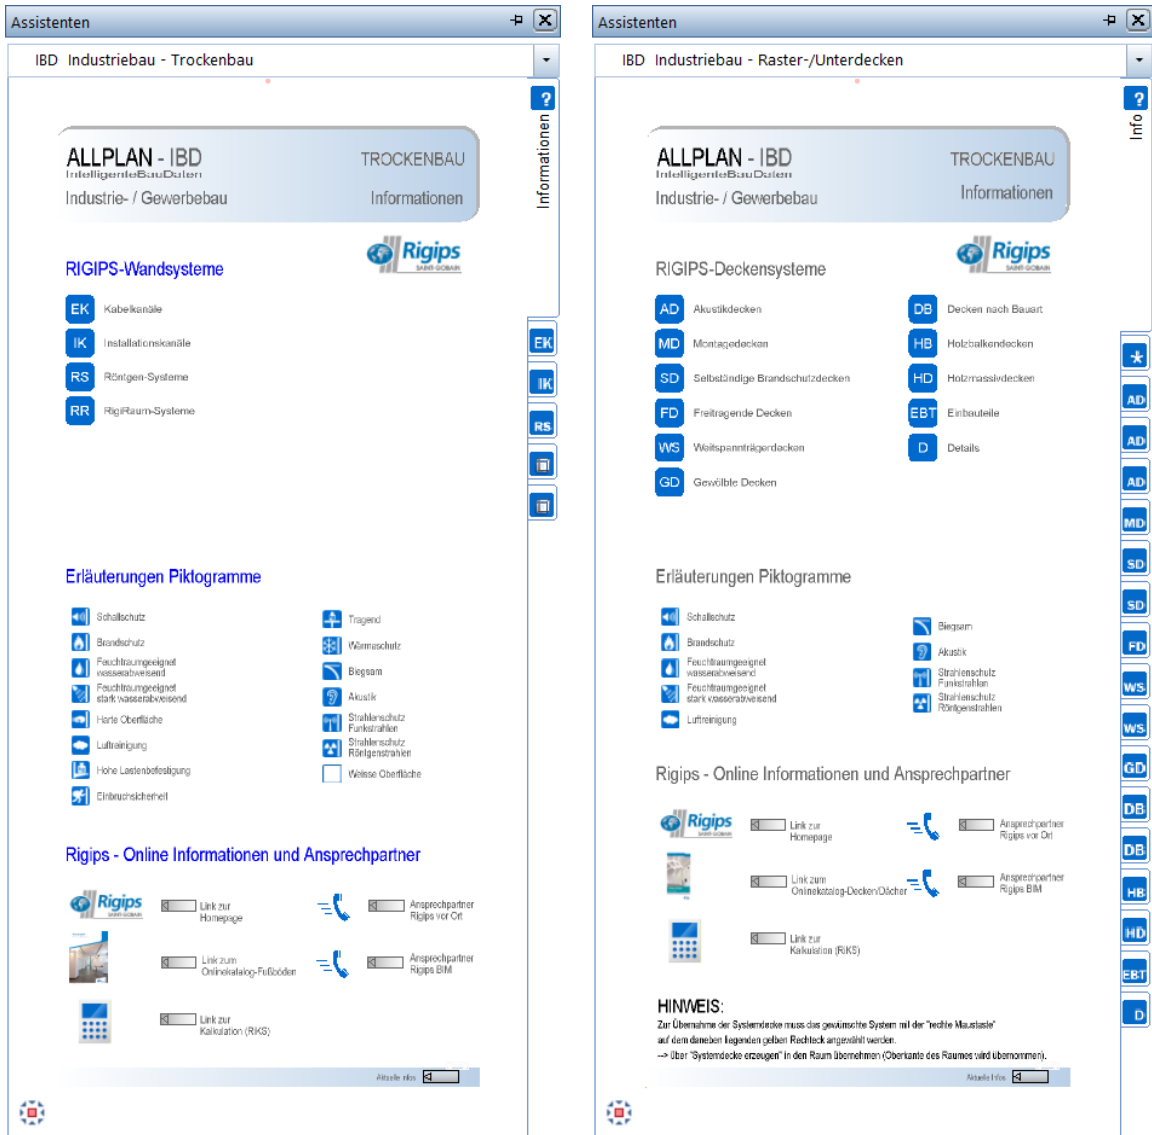 Assistenten
IBD Industriebau - Trockenbau
Informationen
ALLPLAN - IBD
IntelligenteBauDaten
Industrie- / Gewerbebau
TROCKENBAU
Informationen
Rigips
SAINT-GOBAIN
RIGIPS-Wandsysteme
EK Kabelkanäle
IK Installationskanäle
RS Röntgen-Systeme
RR RigiRaum-Systeme
EK
IK
RS
Erläuterungen Piktogramme
Schallschutz
Brandschutz
Feuchtraumgeeignet
wasserabweisend
Feuchtraumgeeignet
stark wasserabweisend
Harte Oberfläche
Luftreinigung
Hohe Lastenbefestigung
Einbruchsicherheit
Tragend
Wärmeschutz
Biegsam
Akustik
Strahlenschutz
Funkstrahlen
Strahlenschutz
Röntgenstrahlen
Weisse Oberfläche
Rigips - Online Informationen und Ansprechpartner
Rigips
SAINT-GOBAIN
Link zur
Homepage
Ansprechpartner
Rigips vor Ort
Link zum
Onlinekatalog-Fußböden
Ansprechpartner
Rigips BIM
Link zur
Kalkulation (RiKS)
Aktuelle Infos
Assistenten
IBD Industriebau - Raster-/Unterdecken
Info
ALLPLAN - IBD
IntelligenteBauDaten
Industrie- / Gewerbebau
TROCKENBAU
Informationen
Rigips
SAINT-GOBAIN
RIGIPS-Deckensysteme
AD Akustikdecken
MD Montagedecken
SD Selbständige Brandschutzdecken
FD Freitragende Decken
WS Weitspannträgerdecken
GD Gewölbte Decken
DB Decken nach Bauart
HB Holzbalkendecken
HD Holzmassivdecken
EBT Einbauteile
D Details
AD
AD
AD
MD
SD
SD
FD
WS
WS
GD
DB
DB
HB
HD
EBT
D
Erläuterungen Piktogramme
Schallschutz
Brandschutz
Feuchtraumgeeignet
wasserabweisend
Feuchtraumgeeignet
stark wasserabweisend
Luftreinigung
Biegsam
Akustik
Strahlenschutz
Funkstrahlen
Strahlenschutz
Röntgenstrahlen
Rigips - Online Informationen und Ansprechpartner
Rigips
SAINT-GOBAIN
Link zur
Homepage
Ansprechpartner
Rigips vor Ort
Link zum
Onlinekatalog-Decken/Dächer
Ansprechpartner
Rigips BIM
Link zur
Kalkulation (RiKS)
HINWEIS:
Zur Übernahme der Systemdecke muss das gewünschte System mit der "rechte Maustaste"
auf dem daneben liegenden gelben Rechteck angewählt werden.
--> über "Systemdecke erzeugen" in den Raum übernehmen (Oberkante des Raumes wird übernommen).
Aktuelle Infos